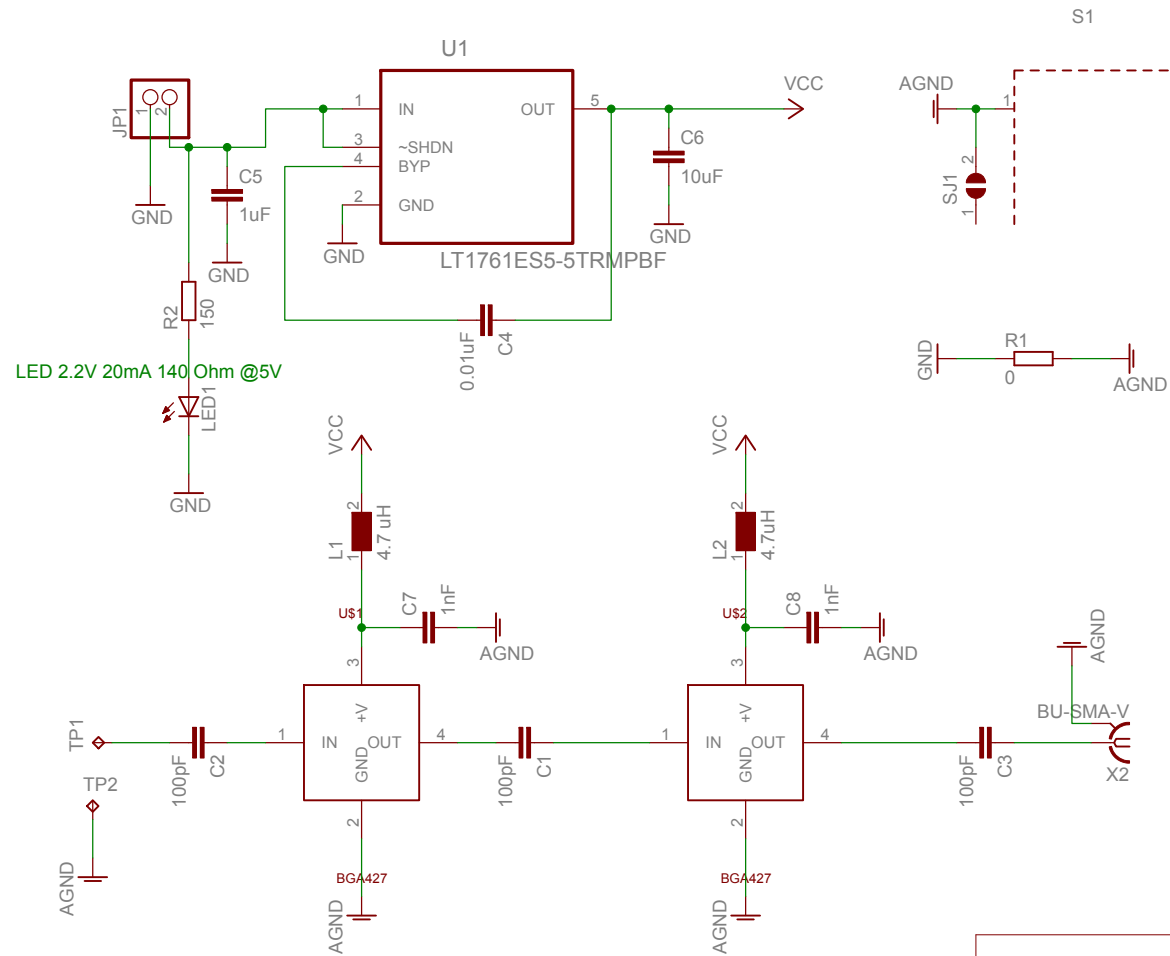 S1
U1
VCC
AGND
1
JP1
1
2
1
IN
OUT
5
3
~SHDN
4
BYP
2
GND
C6
10uF
C5
1uF
2
SJ1
1
GND
GND
GND
GND
LT1761ES5-5TRMPBF
R2
150
0.01uF
C4
GND
R1
0
AGND
LED 2.2V 20mA 140 Ohm @5V
LED1
GND
VCC
VCC
2
L1
1
4.7 uH
2
L2
1
4.7uH
U$1
C7
1nF
AGND
U$2
C8
1nF
AGND
AGND
3
3
BU-SMA-V
X2
TP1
100pF
C2
1
IN
+V
GND
OUT
4
100pF
C1
1
IN
+V
GND
OUT
4
100pF
C3
TP2
AGND
2
2
BGA427
BGA427
AGND
AGND